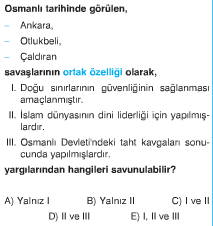 Osmanlı tarihinde görülen,
– Ankara,
– Otlukbeli,
– Çaldıran
savaşlarının ortak özelliği olarak,
I. Doğu sınırlarının güvenliğinin sağlanması
amaçlanmıştır.
II. İslam dünyasının dini liderliği için yapılmış-
lardır.
III. Osmanlı Devleti'ndeki taht kavgaları sonu-
cunda yapılmışlardır.
yargılarından hangileri savunulabilir?
A) Yalnız I B) Yalnız II C) I ve II
D) II ve III E) I, II ve III